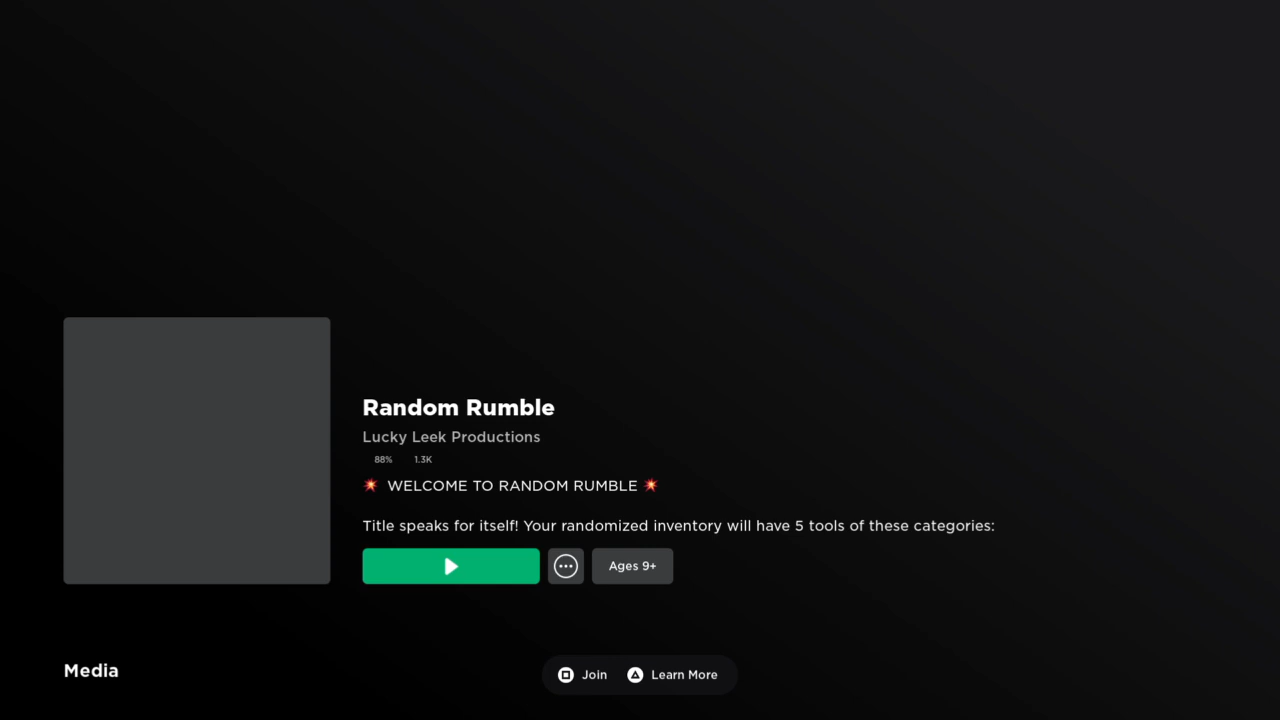 Random Rumble
Lucky Leek Productions
88% 1.3K
💥 WELCOME TO RANDOM RUMBLE 💥
Title speaks for itself! Your randomized inventory will have 5 tools of these categories:
Ages 9+
Media
Join Learn More